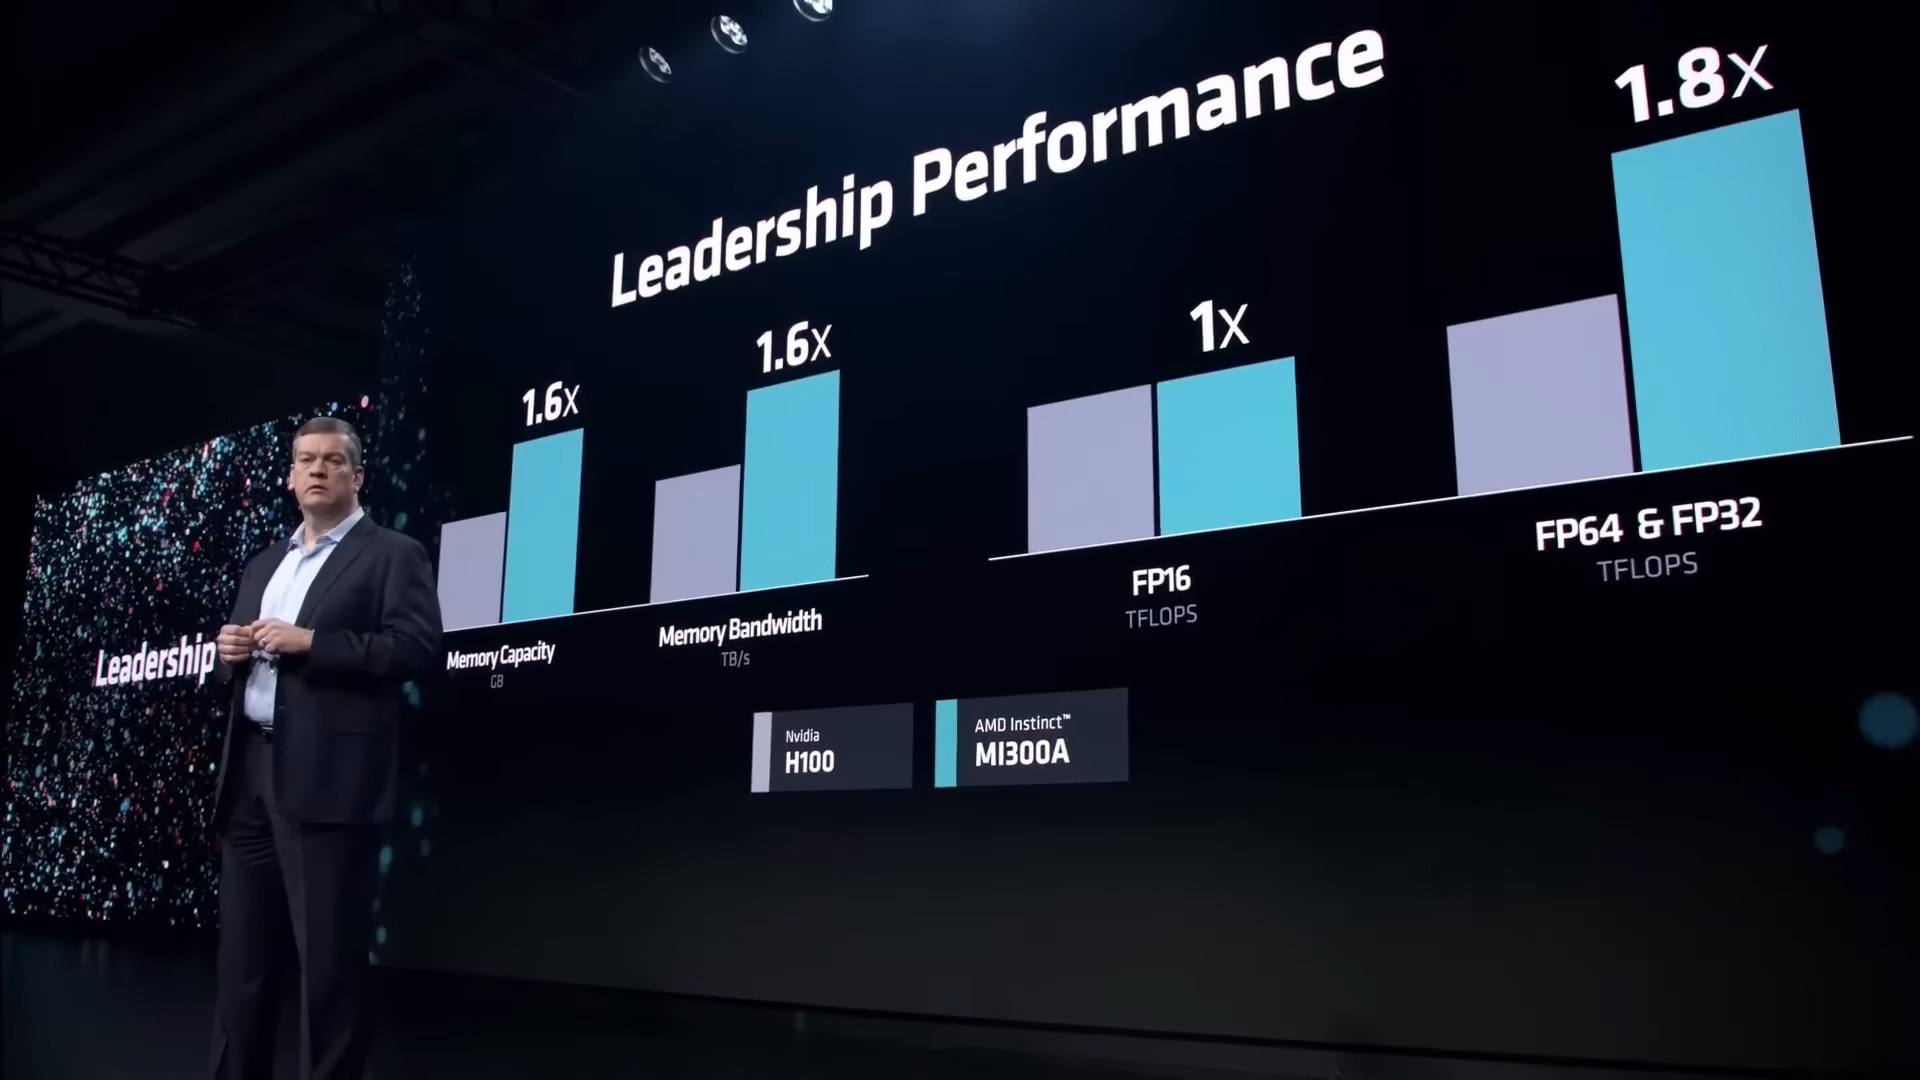 Leadership Performance
1.6x
1.6x
1x
1.8x
Memory Capacity
GB
Memory Bandwidth
TB/s
FP16
TFLOPS
FP64 & FP32
TFLOPS
Nvidia
H100
AMD Instinct™
MI300A
Leadership